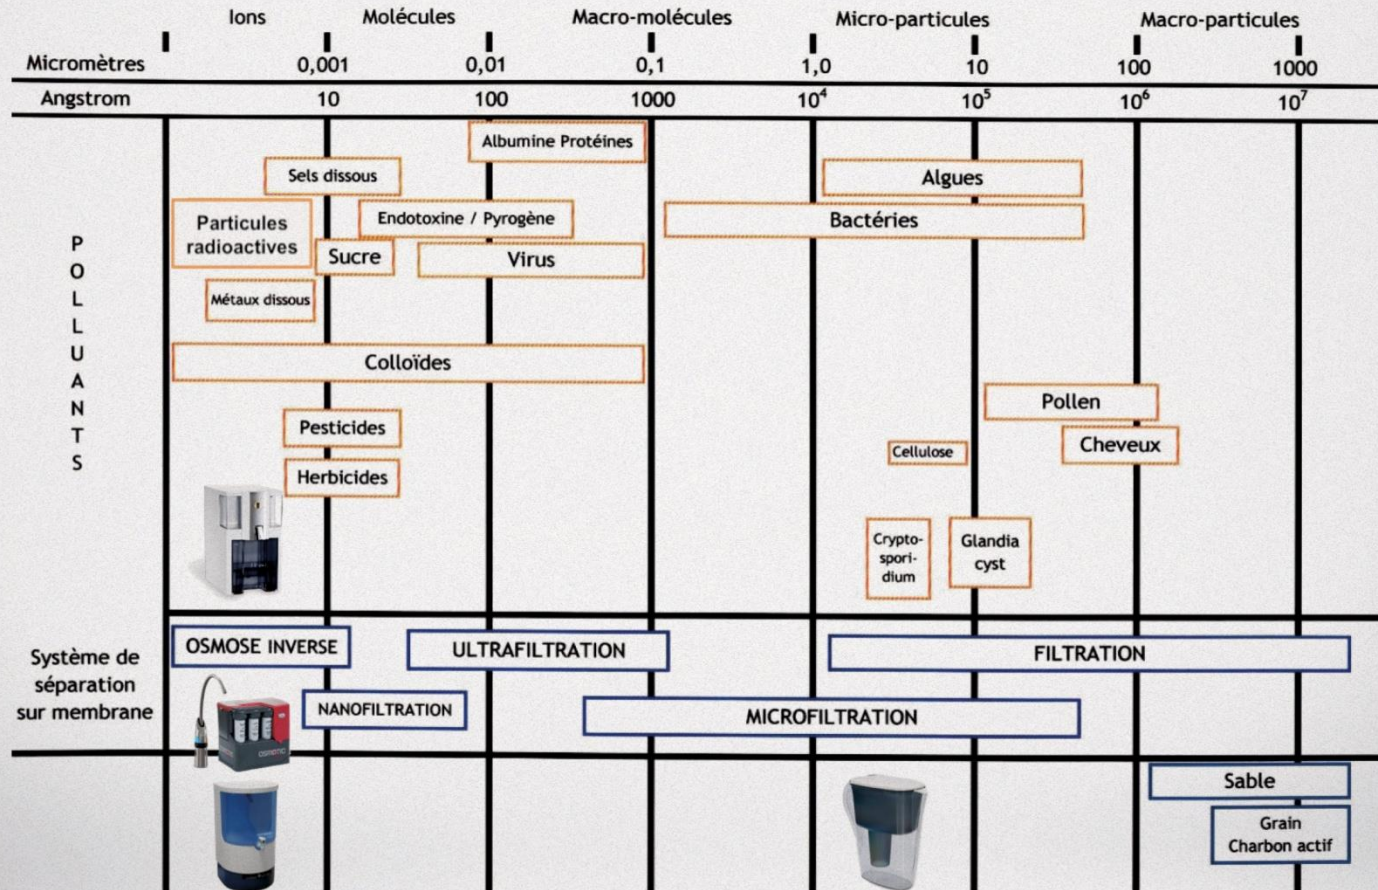 Ions Molécules Macro-molécules Micro-particules Macro-particules
Micromètres 0,001 0,01 0,1 1,0 10 100 1000
Angstrom 10 100 1000 10⁴ 10⁵ 10⁶ 10⁷
POLLUANTS
Albumine Protéines
Sels dissous
Algues
Particules
radioactives
Endotoxine / Pyrogène
Bactéries
Sucre
Virus
Métaux dissous
Colloïdes
Pollen
Pesticides
Cellulose
Cheveux
Herbicides
Crypto-
spori-
dium
Glandia
cyst
Système de
séparation
sur membrane
OSMOSE INVERSE
ULTRAFILTRATION
FILTRATION
NANOFILTRATION
MICROFILTRATION
Sable
Grain
Charbon actif